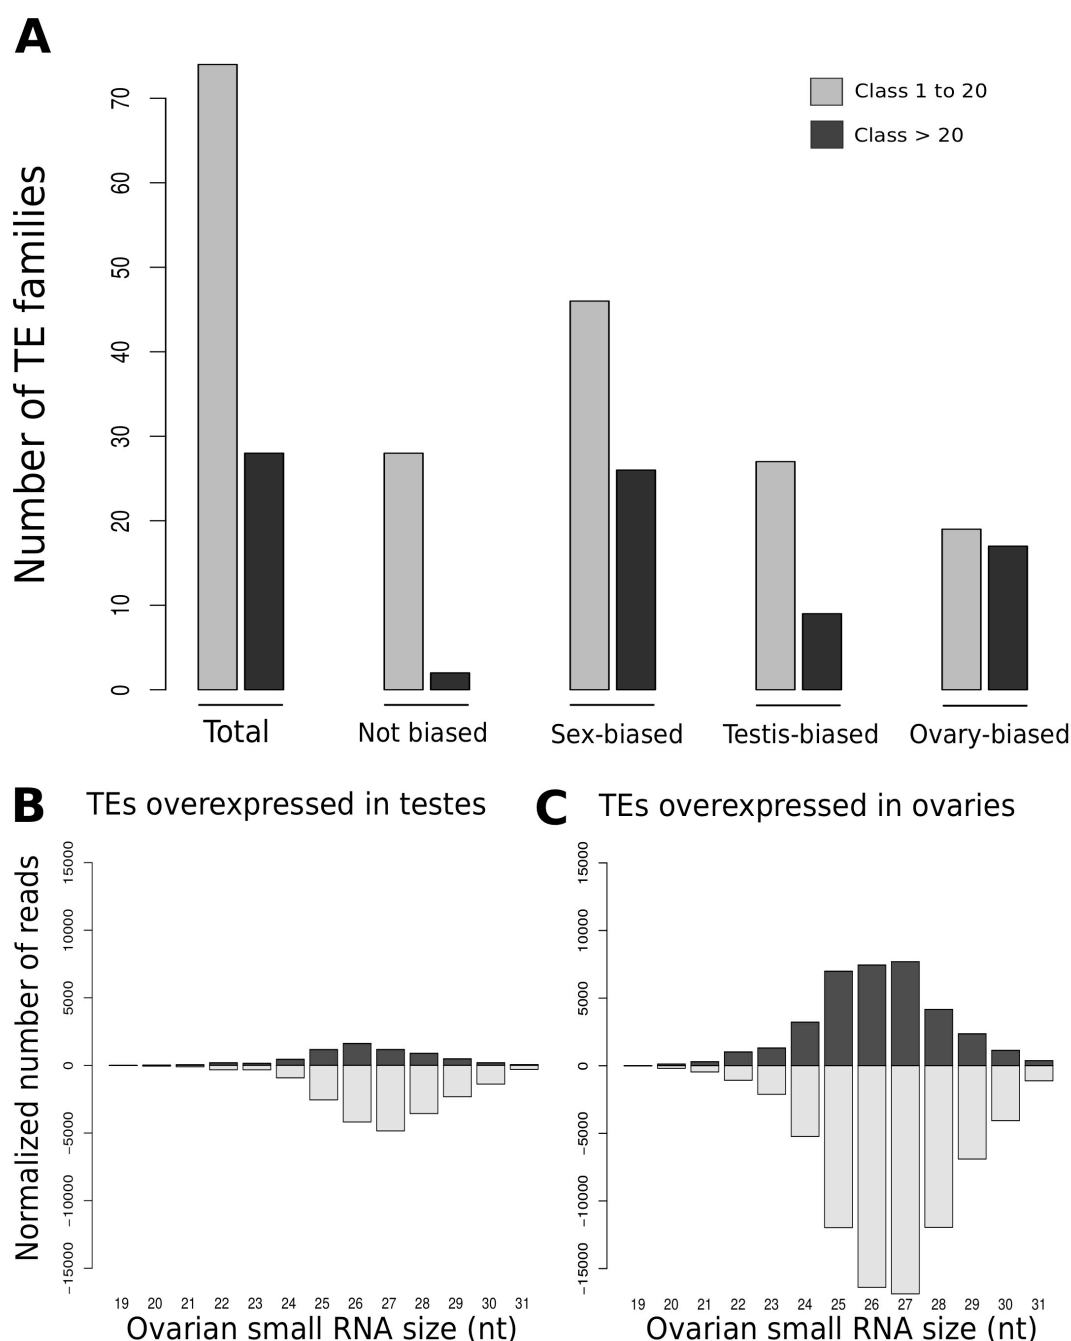 A
Number of TE families
70
60
50
40
30
20
10
0
Class 1 to 20
Class > 20
Total
Not biased
Sex-biased
Testis-biased
Ovary-biased
B
TEs overexpressed in testes
Normalized number of reads
15000
10000
5000
0
−5000
−10000
−15000
19 20 21 22 23 24 25 26 27 28 29 30 31
Ovarian small RNA size (nt)
C
TEs overexpressed in ovaries
15000
10000
5000
0
−5000
−10000
−15000
19 20 21 22 23 24 25 26 27 28 29 30 31
Ovarian small RNA size (nt)